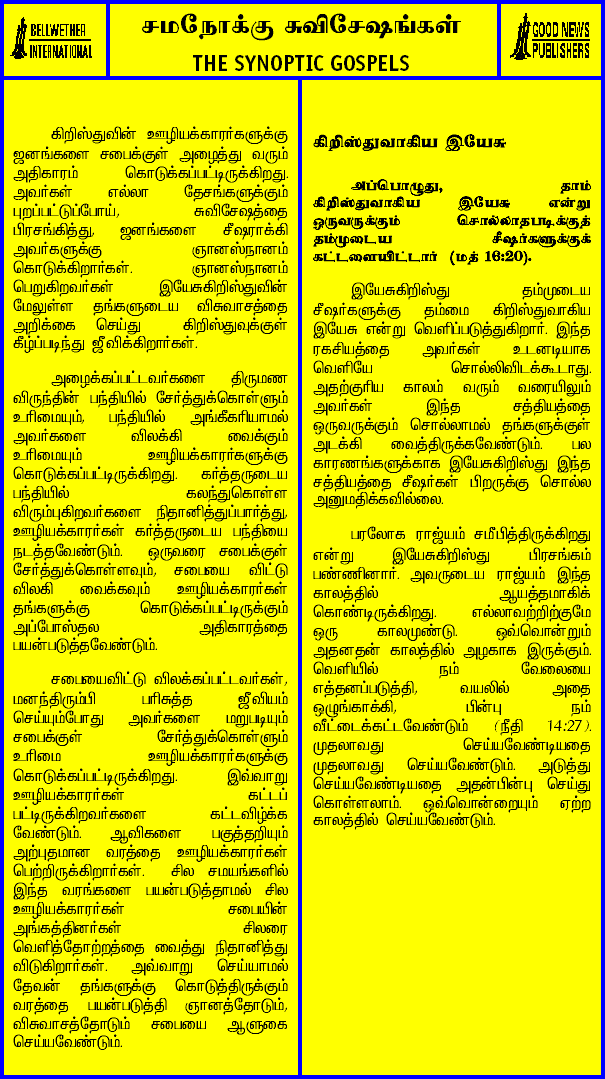 BELLWETHER
INTERNATIONAL
சமநோக்கு சுவிசேஷங்கள்
THE SYNOPTIC GOSPELS
GOOD NEWS
PUBLISHERS
கிறிஸ்துவின் ஊழியக்காரர்களுக்கு
ஜனங்களை சபைக்குள் அழைத்து வரும்
அதிகாரம் கொடுக்கப்பட்டிருக்கிறது.
அவர்கள் எல்லா தேசங்களுக்கும்
புறப்பட்டுப்போய், சுவிசேஷத்தை
பிரசங்கித்து, ஜனங்களை சீஷராக்கி
அவர்களுக்கு ஞானஸ்நானம்
கொடுக்கிறார்கள். ஞானஸ்நானம்
பெறுகிறவர்கள் இயேசுகிறிஸ்துவின்
மேலுள்ள தங்களுடைய விசுவாசத்தை
அறிக்கை செய்து கிறிஸ்துவுக்குள்
கீழ்ப்படிந்து ஜீவிக்கிறார்கள்.
அழைக்கப்பட்டவர்களை திருமண
விருந்தின் பந்தியில் சேர்த்துக்கொள்ளும்
உரிமையும், பந்தியில் அங்கீகரியாமல்
அவர்களை விலக்கி வைக்கும்
உரிமையும் ஊழியக்காரர்களுக்கு
கொடுக்கப்பட்டிருக்கிறது. கர்த்தருடைய
பந்தியில் கலந்துகொள்ள
விரும்புகிறவர்களை நிதானித்துப்பார்த்து,
ஊழியக்காரர்கள் கர்த்தருடைய பந்தியை
நடத்தவேண்டும். ஒருவரை சபைக்குள்
சேர்த்துக்கொள்ளவும், சபையை விட்டு
விலகி வைக்கவும் ஊழியக்காரர்கள்
தங்களுக்கு கொடுக்கப்பட்டிருக்கும்
அப்போஸ்தல அதிகாரத்தை
பயன்படுத்தவேண்டும்.
சபையைவிட்டு விலக்கப்பட்டவர்கள்,
மனந்திரும்பி பரிசுத்த ஜீவியம்
செய்யும்போது அவர்களை மறுபடியும்
சபைக்குள் சேர்த்துக்கொள்ளும்
உரிமை ஊழியக்காரர்களுக்கு
கொடுக்கப்பட்டிருக்கிறது. இவ்வாறு
ஊழியக்காரர்கள் கட்டப்
பட்டிருக்கிறவர்களை கட்டவிழ்க்க
வேண்டும். ஆவிகளை பகுத்தறியும்
அற்புதமான வரத்தை ஊழியக்காரர்கள்
பெற்றிருக்கிறார்கள். சில சமயங்களில்
இந்த வரங்களை பயன்படுத்தாமல் சில
ஊழியக்காரர்கள் சபையின்
அங்கத்தினர்கள் சிலரை
வெளித்தோற்றத்தை வைத்து நிதானித்து
விடுகிறார்கள். அவ்வாறு செய்யாமல்
தேவன் தங்களுக்கு கொடுத்திருக்கும்
வரத்தை பயன்படுத்தி ஞானத்தோடும்,
விசுவாசத்தோடும் சபையை ஆளுகை
செய்யவேண்டும்.
கிறிஸ்துவாகிய இயேசு
அப்பொழுது, தாம்
கிறிஸ்துவாகிய இயேசு என்று
ஒருவருக்கும் சொல்லாதபடிக்குத்
தம்முடைய சீஷர்களுக்குக்
கட்டளையிட்டார் (மத் 16:20).
இயேசுகிறிஸ்து தம்முடைய
சீஷர்களுக்கு தம்மை கிறிஸ்துவாகிய
இயேசு என்று வெளிப்படுத்துகிறார். இந்த
ரகசியத்தை அவர்கள் உடனடியாக
வெளியே சொல்லிவிடக்கூடாது.
அதற்குரிய காலம் வரும் வரையிலும்
அவர்கள் இந்த சத்தியத்தை
ஒருவருக்கும் சொல்லாமல் தங்களுக்குள்
அடக்கி வைத்திருக்கவேண்டும். பல
காரணங்களுக்காக இயேசுகிறிஸ்து இந்த
சத்தியத்தை சீஷர்கள் பிறருக்கு சொல்ல
அனுமதிக்கவில்லை.
பரலோக ராஜ்யம் சமீபித்திருக்கிறது
என்று இயேசுகிறிஸ்து பிரசங்கம்
பண்ணினார். அவருடைய ராஜ்யம் இந்த
காலத்தில் ஆயத்தமாகிக்
கொண்டிருக்கிறது. எல்லாவற்றிற்குமே
ஒரு காலமுண்டு. ஒவ்வொன்றும்
அதனதன் காலத்தில் அழகாக இருக்கும்.
வெளியில் நம் வேலையை
எத்தனப்படுத்தி, வயலில் அதை
ஒழுங்காக்கி, பின்பு நம்
வீட்டைக்கட்டவேண்டும் (நீதி 14:27).
முதலாவது செய்யவேண்டியதை
முதலாவது செய்யவேண்டும். அடுத்து
செய்யவேண்டியதை அதன்பின்பு செய்து
கொள்ளலாம். ஒவ்வொன்றையும் ஏற்ற
காலத்தில் செய்யவேண்டும்.